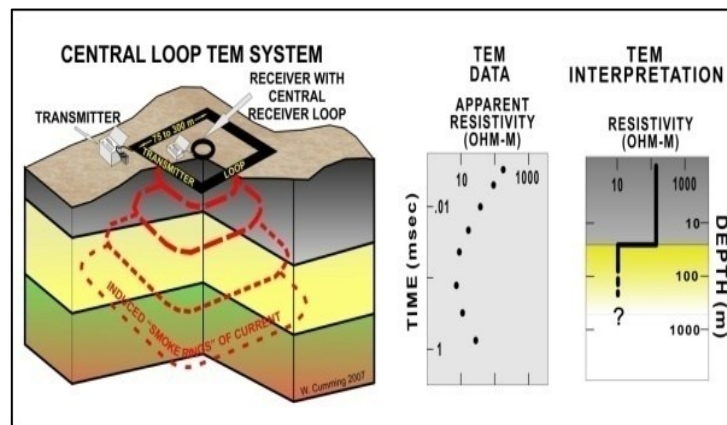 CENTRAL LOOP TEM SYSTEM
RECEIVER WITH
CENTRAL
RECEIVER LOOP
TRANSMITTER
75 to 300 m
TRANSMITTER
LOOP
INDUCED "SMOKE RINGS" OF CURRENT
W. Cumming 2007
TEM
DATA
APPARENT
RESISTIVITY
(OHM-M)
10 1000
.01
1
TIME (msec)
TEM
INTERPRETATION
RESISTIVITY
(OHM-M)
10 1000
10
100
1000
?
DEPTH (m)